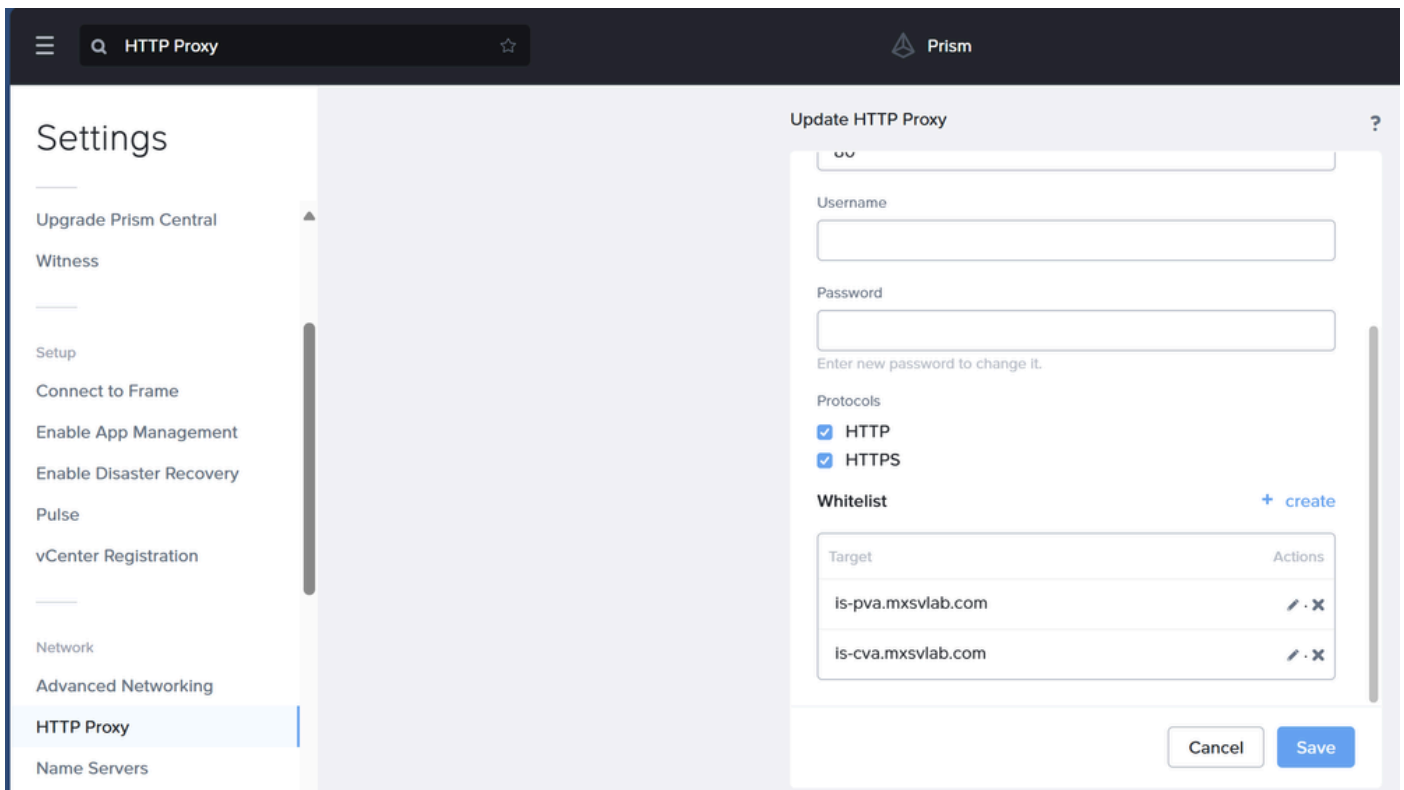 HTTP Proxy
Prism
Settings
Upgrade Prism Central
Witness
Setup
Connect to Frame
Enable App Management
Enable Disaster Recovery
Pulse
vCenter Registration
Network
Advanced Networking
HTTP Proxy
Name Servers
Update HTTP Proxy
?
80
Username
Password
Enter new password to change it.
Protocols
HTTP
HTTPS
Whitelist + create
Target Actions
is-pva.mxsvlab.com
is-cva.mxsvlab.com
Cancel Save